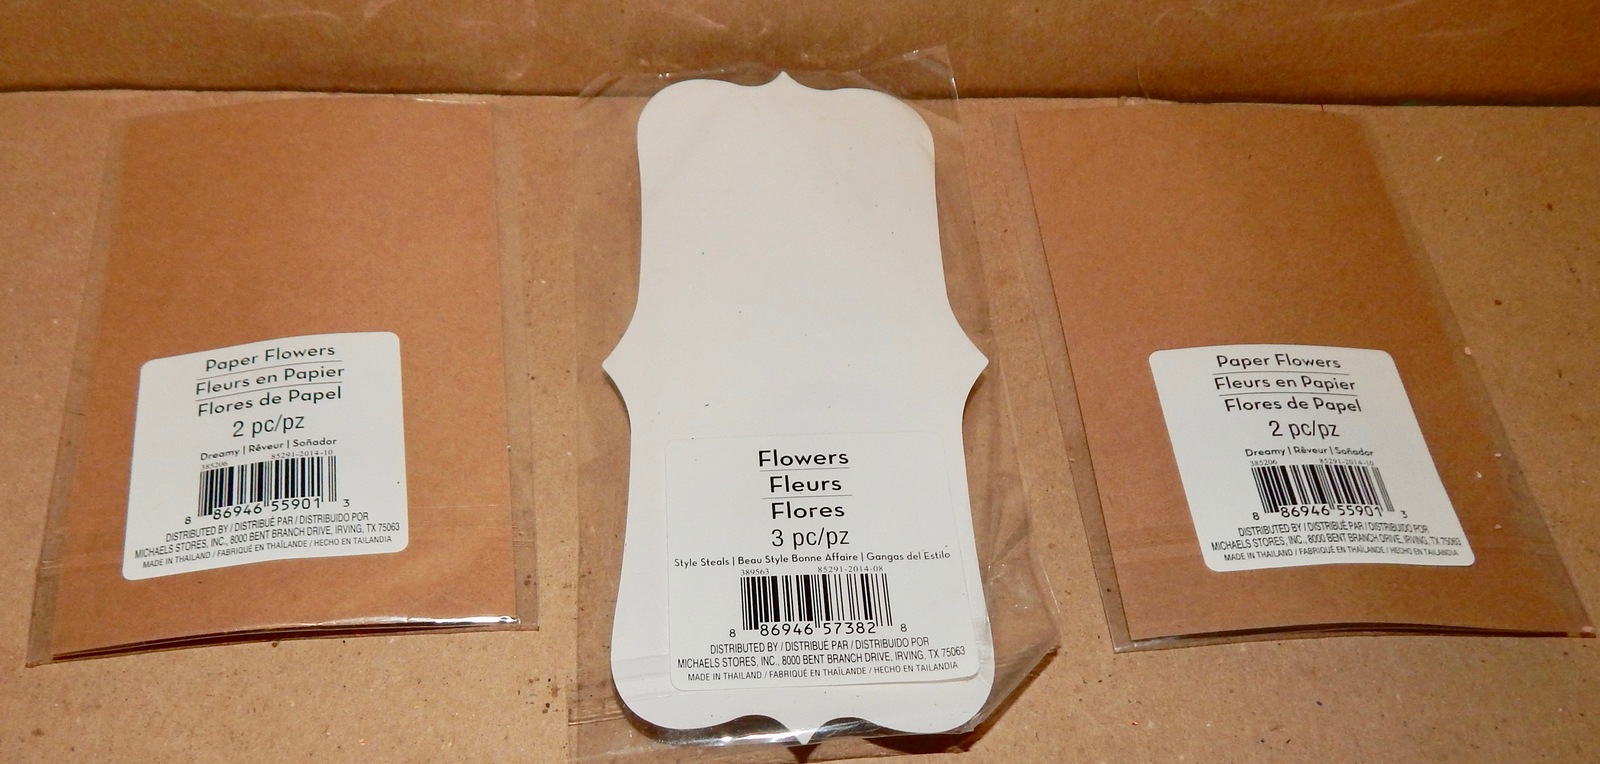 Paper Flowers
Fleurs en Papier
Flores de Papel
2 pc/pz
Dreamy | Rêveur | Soñador
385206 85291-2014-10
8 86946 55901 3
DISTRIBUTED BY / DISTRIBUÉ PAR / DISTRIBUIDO POR
MICHAELS STORES, INC., 8000 BENT BRANCH DRIVE, IRVING, TX 75063
MADE IN THAILAND / FABRIQUÉ EN THAÏLANDE / HECHO EN TAILANDIA
Flowers
Fleurs
Flores
3 pc/pz
Style Steals | Beau Style Bonne Affaire | Gangas del Estilo
389563 85291-2014-08
8 86946 57382 8
DISTRIBUTED BY / DISTRIBUÉ PAR / DISTRIBUIDO POR
MICHAELS STORES, INC., 8000 BENT BRANCH DRIVE, IRVING, TX 75063
MADE IN THAILAND / FABRIQUÉ EN THAÏLANDE / HECHO EN TAILANDIA
Paper Flowers
Fleurs en Papier
Flores de Papel
2 pc/pz
Dreamy | Rêveur | Soñador
385206 85291-2014-10
8 86946 55901 3
DISTRIBUTED BY / DISTRIBUÉ PAR / DISTRIBUIDO POR
MICHAELS STORES, INC., 8000 BENT BRANCH DRIVE, IRVING, TX 75063
MADE IN THAILAND / FABRIQUÉ EN THAÏLANDE / HECHO EN TAILANDIA